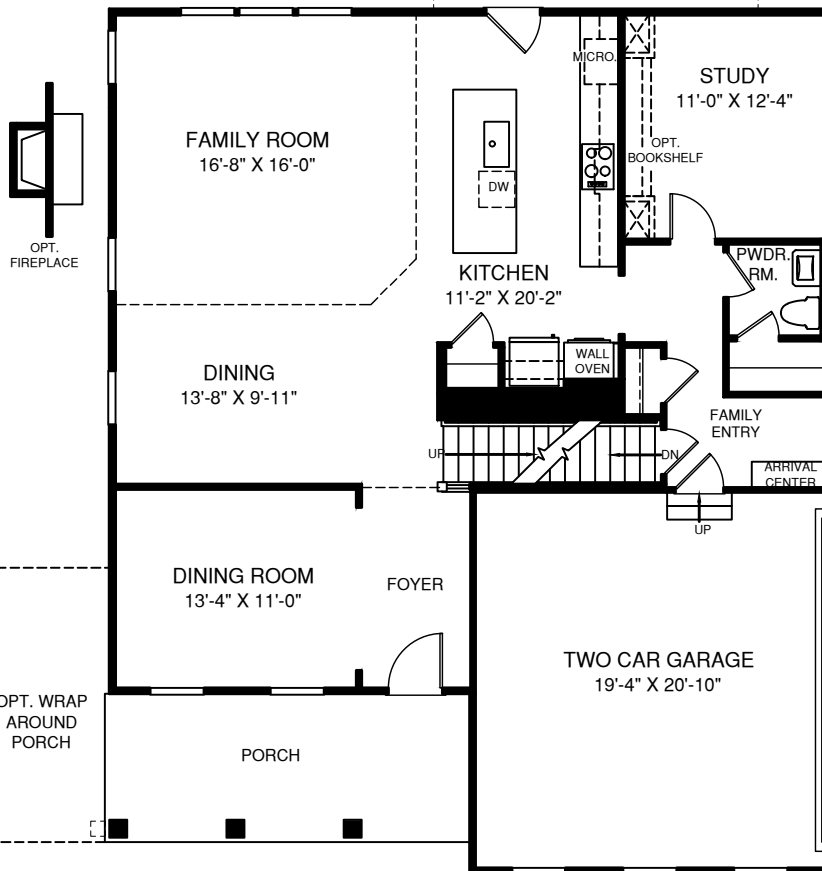 MICRO.
STUDY
11'-0" X 12'-4"
FAMILY ROOM
16'-8" X 16'-0"
OPT.
BOOKSHELF
DW
OPT.
FIREPLACE
KITCHEN
11'-2" X 20'-2"
PWDR.
RM.
DINING
13'-8" X 9'-11"
WALL
OVEN
FAMILY
ENTRY
UP
DN
ARRIVAL
CENTER
UP
DINING ROOM
13'-4" X 11'-0"
FOYER
TWO CAR GARAGE
19'-4" X 20'-10"
OPT. WRAP
AROUND
PORCH
PORCH